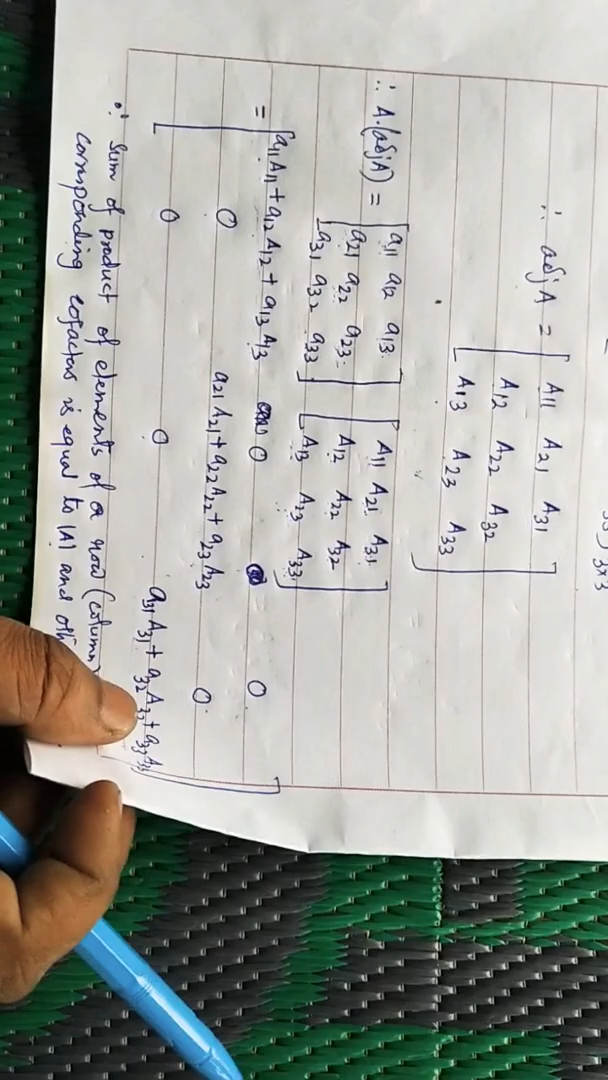 3×3
∴ adj A = [ A11 A21 A31
A12 A22 A32
A13 A23 A33 ]
∴ A.(adj A) = [ a11 a12 a13 [ A11 A21 A31
a21 a22 a23 A12 A22 A32
a31 a32 a33 ] A13 A23 A33 ]
= [ a11A11 + a12A12 + a13A13 0 0
0 a21A21 + a22A22 + a23A23 0
0 0 a31A31 + a32A32 + a33A33 ]
∵ Sum of product of elements of a row (column)
corresponding cofactors is equal to |A| and